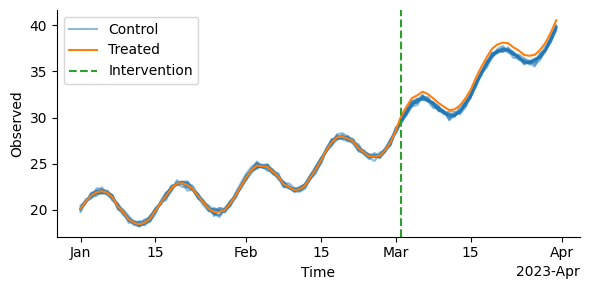 Control
Treated
Intervention
Observed
40
35
30
25
20
Jan
15
Feb
15
Mar
15
Apr
Time
2023-Apr